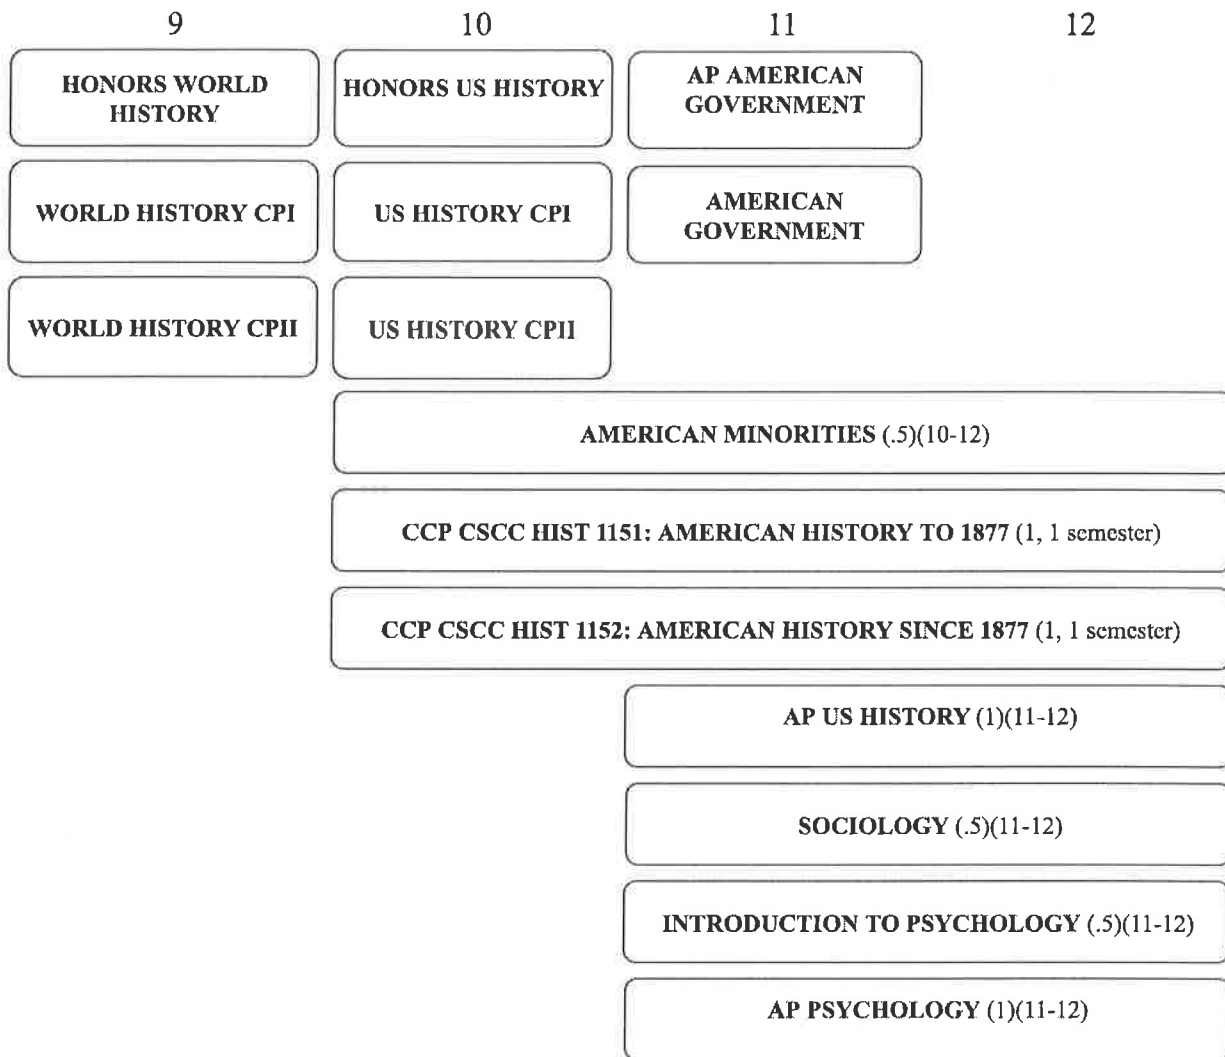 9 10 11 12
HONORS WORLD
HISTORY
HONORS US HISTORY
AP AMERICAN
GOVERNMENT
WORLD HISTORY CPI
US HISTORY CPI
AMERICAN
GOVERNMENT
WORLD HISTORY CPII
US HISTORY CPII
AMERICAN MINORITIES (.5)(10-12)
CCP CSCC HIST 1151: AMERICAN HISTORY TO 1877 (1, 1 semester)
CCP CSCC HIST 1152: AMERICAN HISTORY SINCE 1877 (1, 1 semester)
AP US HISTORY (1)(11-12)
SOCIOLOGY (.5)(11-12)
INTRODUCTION TO PSYCHOLOGY (.5)(11-12)
AP PSYCHOLOGY (1)(11-12)